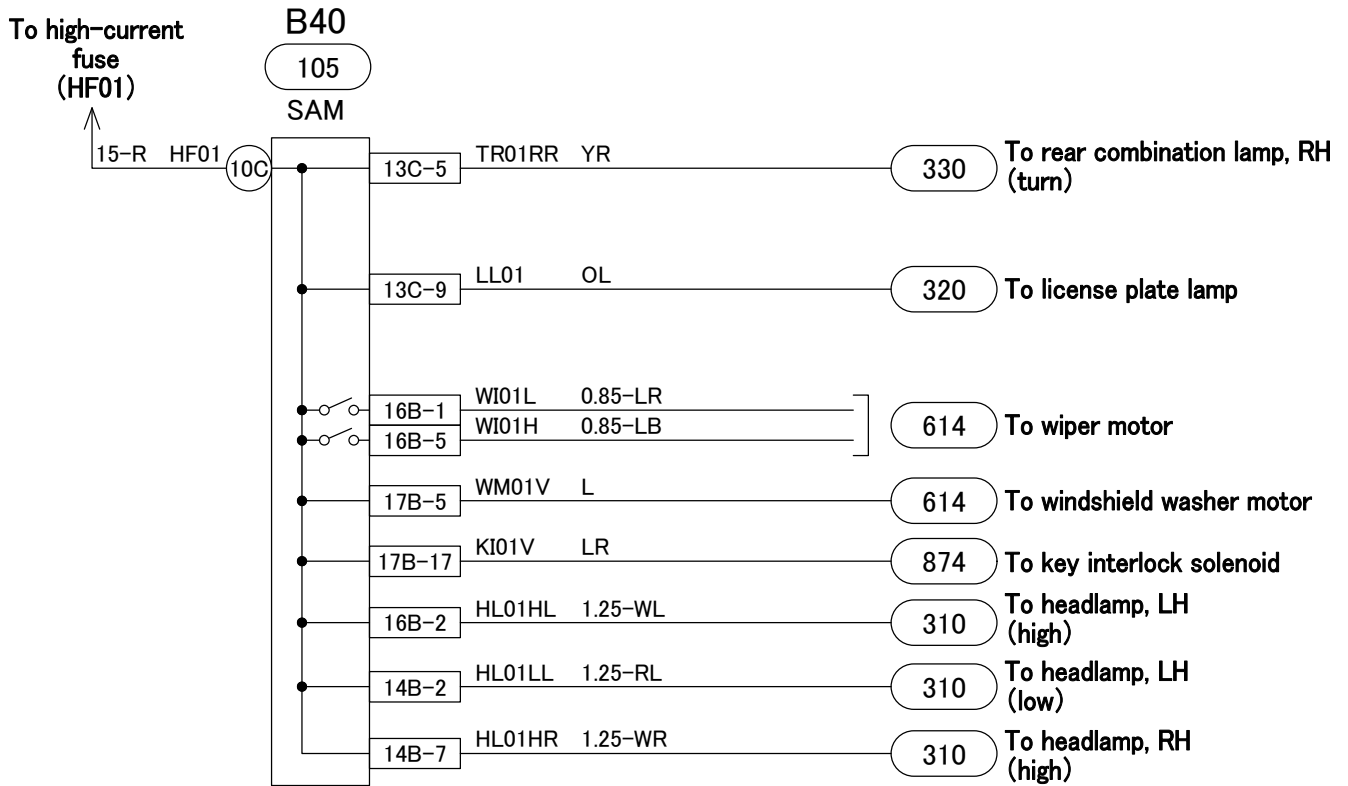 To high-current
fuse
(HF01)
B40
105
SAM
15-R HF01
10C
13C-5 TR01RR YR
330 To rear combination lamp, RH
(turn)
13C-9 LL01 OL
320 To license plate lamp
16B-1 WI01L 0.85-LR
16B-5 WI01H 0.85-LB
614 To wiper motor
17B-5 WM01V L
614 To windshield washer motor
17B-17 KI01V LR
874 To key interlock solenoid
16B-2 HL01HL 1.25-WL
310 To headlamp, LH
(high)
14B-2 HL01LL 1.25-RL
310 To headlamp, LH
(low)
14B-7 HL01HR 1.25-WR
310 To headlamp, RH
(high)